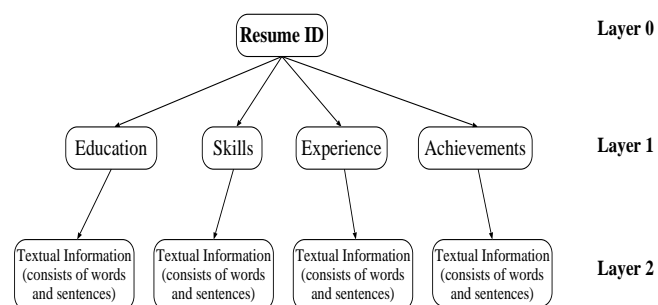 Resume ID
Layer 0
Education
Skills
Experience
Achievements
Layer 1
Textual Information
(consists of words
and sentences)
Textual Information
(consists of words
and sentences)
Textual Information
(consists of words
and sentences)
Textual Information
(consists of words
and sentences)
Layer 2